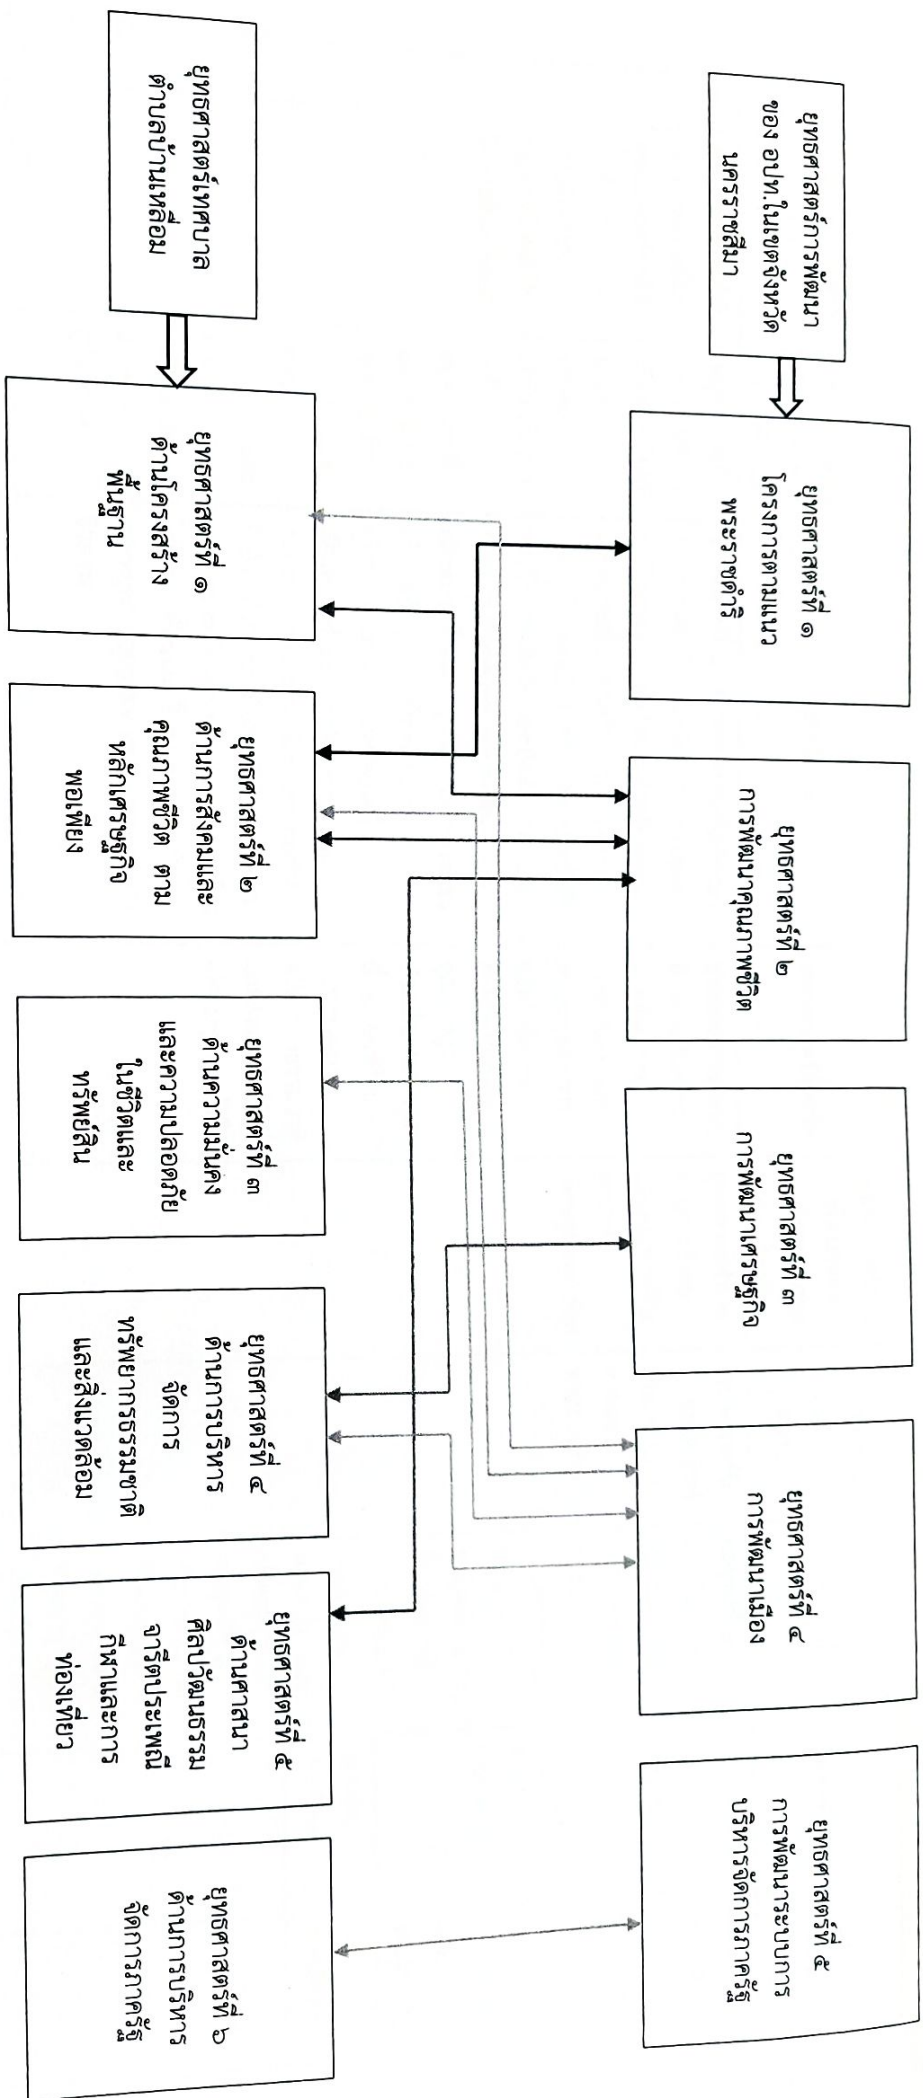 ยุทธศาสตร์การพัฒนา
ของ อปท.ในเขตจังหวัด
นครราชสีมา
ยุทธศาสตร์ที่ ๑
โครงการตามแนว
พระราชดำริ
ยุทธศาสตร์ที่ ๒
การพัฒนาคุณภาพชีวิต
ยุทธศาสตร์ที่ ๓
การพัฒนาเศรษฐกิจ
ยุทธศาสตร์ที่ ๔
การพัฒนาเมือง
ยุทธศาสตร์ที่ ๕
การพัฒนาระบบการ
บริหารจัดการภาครัฐ
ยุทธศาสตร์เทศบาล
ตำบลบ้านเหลื่อม
ยุทธศาสตร์ที่ ๑
ด้านโครงสร้าง
พื้นฐาน
ยุทธศาสตร์ที่ ๒
ด้านการสังคมและ
คุณภาพชีวิต ตาม
หลักเศรษฐกิจ
พอเพียง
ยุทธศาสตร์ที่ ๓
ด้านความมั่นคง
และความปลอดภัย
ในชีวิตและ
ทรัพย์สิน
ยุทธศาสตร์ที่ ๔
ด้านการบริหาร
จัดการ
ทรัพยากรธรรมชาติ
และสิ่งแวดล้อม
ยุทธศาสตร์ที่ ๕
ด้านศาสนา
ศิลปวัฒนธรรม
จารีตประเพณี
กีฬาและการ
ท่องเที่ยว
ยุทธศาสตร์ที่ ๖
ด้านการบริหาร
จัดการภาครัฐ